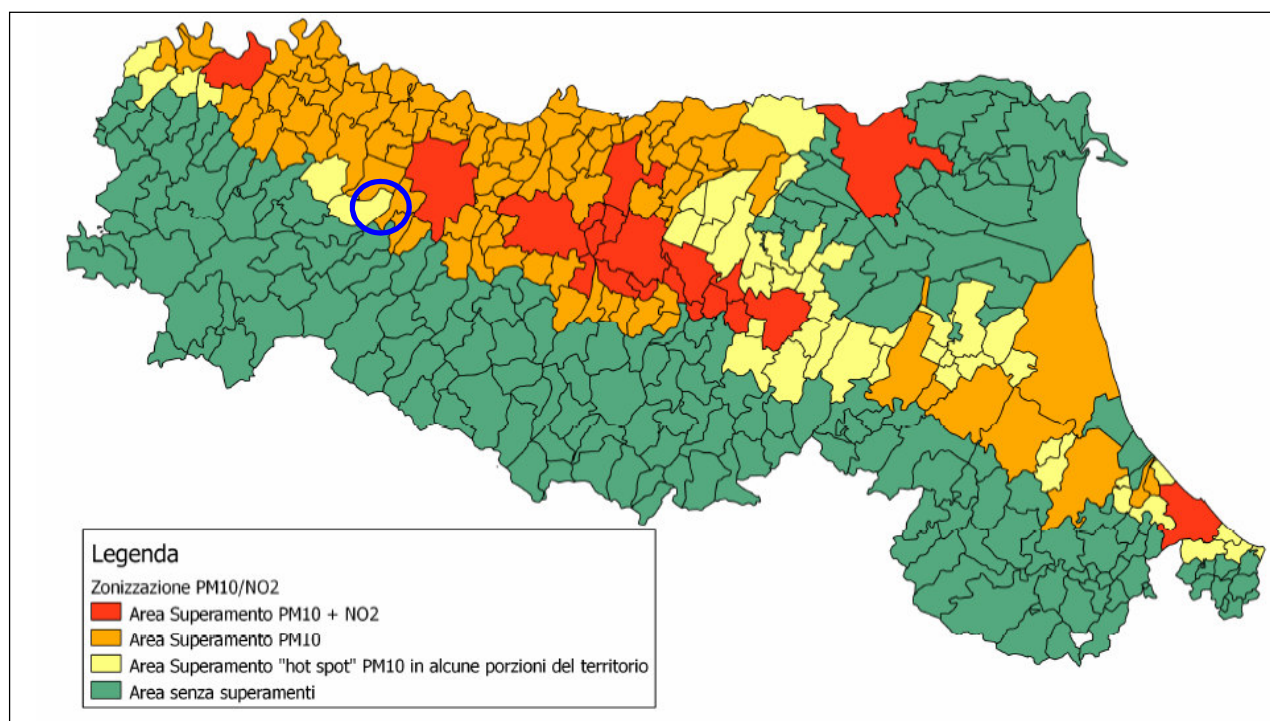 Legenda
Zonizzazione PM10/NO2
Area Superamento PM10 + NO2
Area Superamento PM10
Area Superamento "hot spot" PM10 in alcune porzioni del territorio
Area senza superamenti